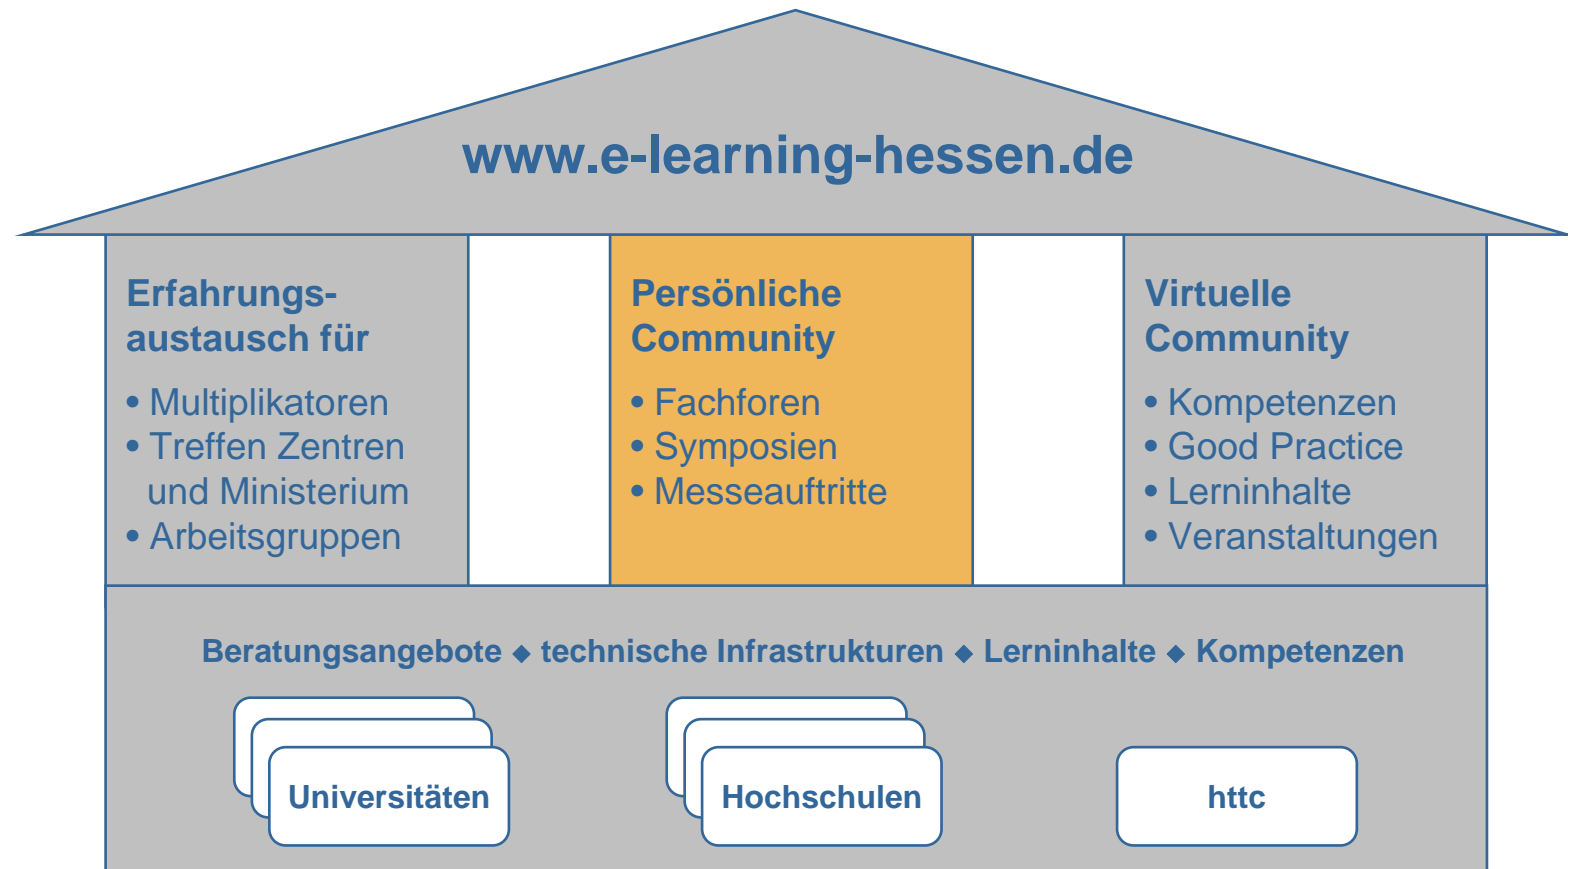 www.e-learning-hessen.de
Erfahrungs-
austausch für
• Multiplikatoren
• Treffen Zentren
und Ministerium
• Arbeitsgruppen
Persönliche
Community
• Fachforen
• Symposien
• Messeauftritte
Virtuelle
Community
• Kompetenzen
• Good Practice
• Lerninhalte
• Veranstaltungen
Beratungsangebote ◆ technische Infrastrukturen ◆ Lerninhalte ◆ Kompetenzen
Universitäten
Hochschulen
httc